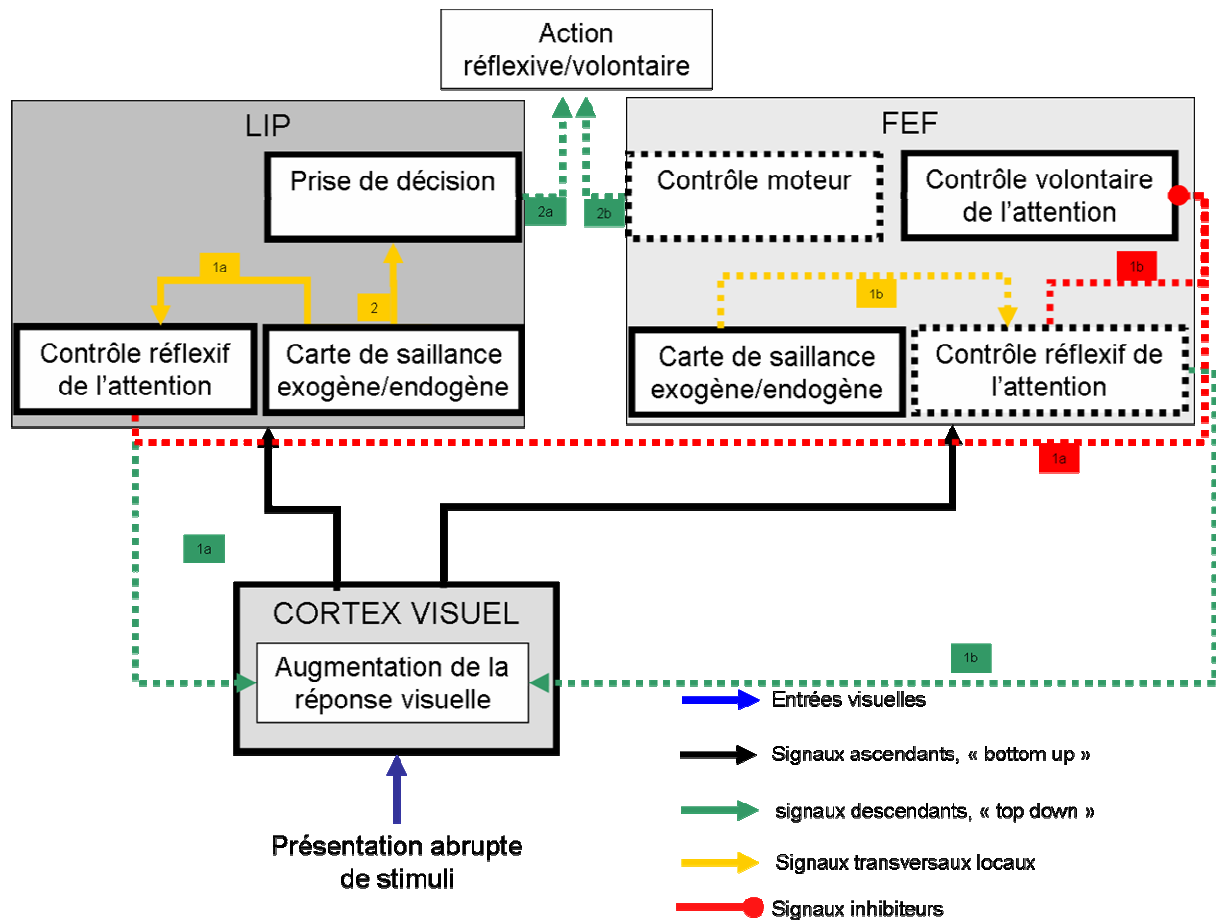 Action
réflexive/volontaire
LIP
FEF
Prise de décision
2a
2b
Contrôle moteur
Contrôle volontaire
de l'attention
1a
2
1b
1b
Contrôle réflexif
de l'attention
Carte de saillance
exogène/endogène
Carte de saillance
exogène/endogène
Contrôle réflexif de
l'attention
1a
1a
CORTEX VISUEL
Augmentation de la
réponse visuelle
1b
Entrées visuelles
Signaux ascendants, « bottom up »
signaux descendants, « top down »
Signaux transversaux locaux
Signaux inhibiteurs
Présentation abrupte
de stimuli